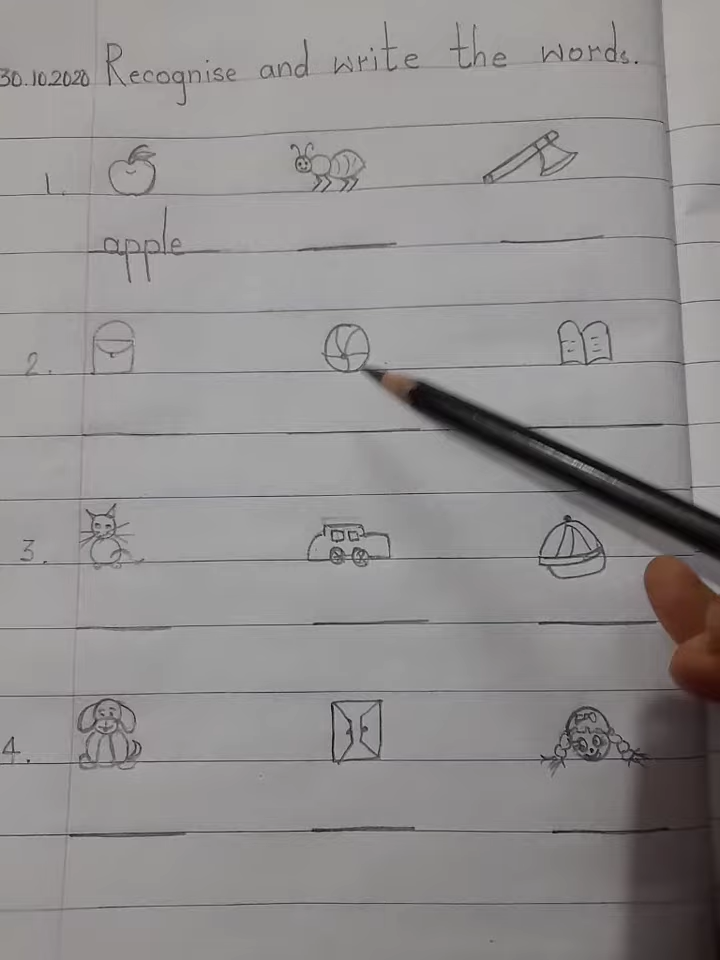 30.10.2020 Recognise and write the words.
1.
apple
2.
3.
4.